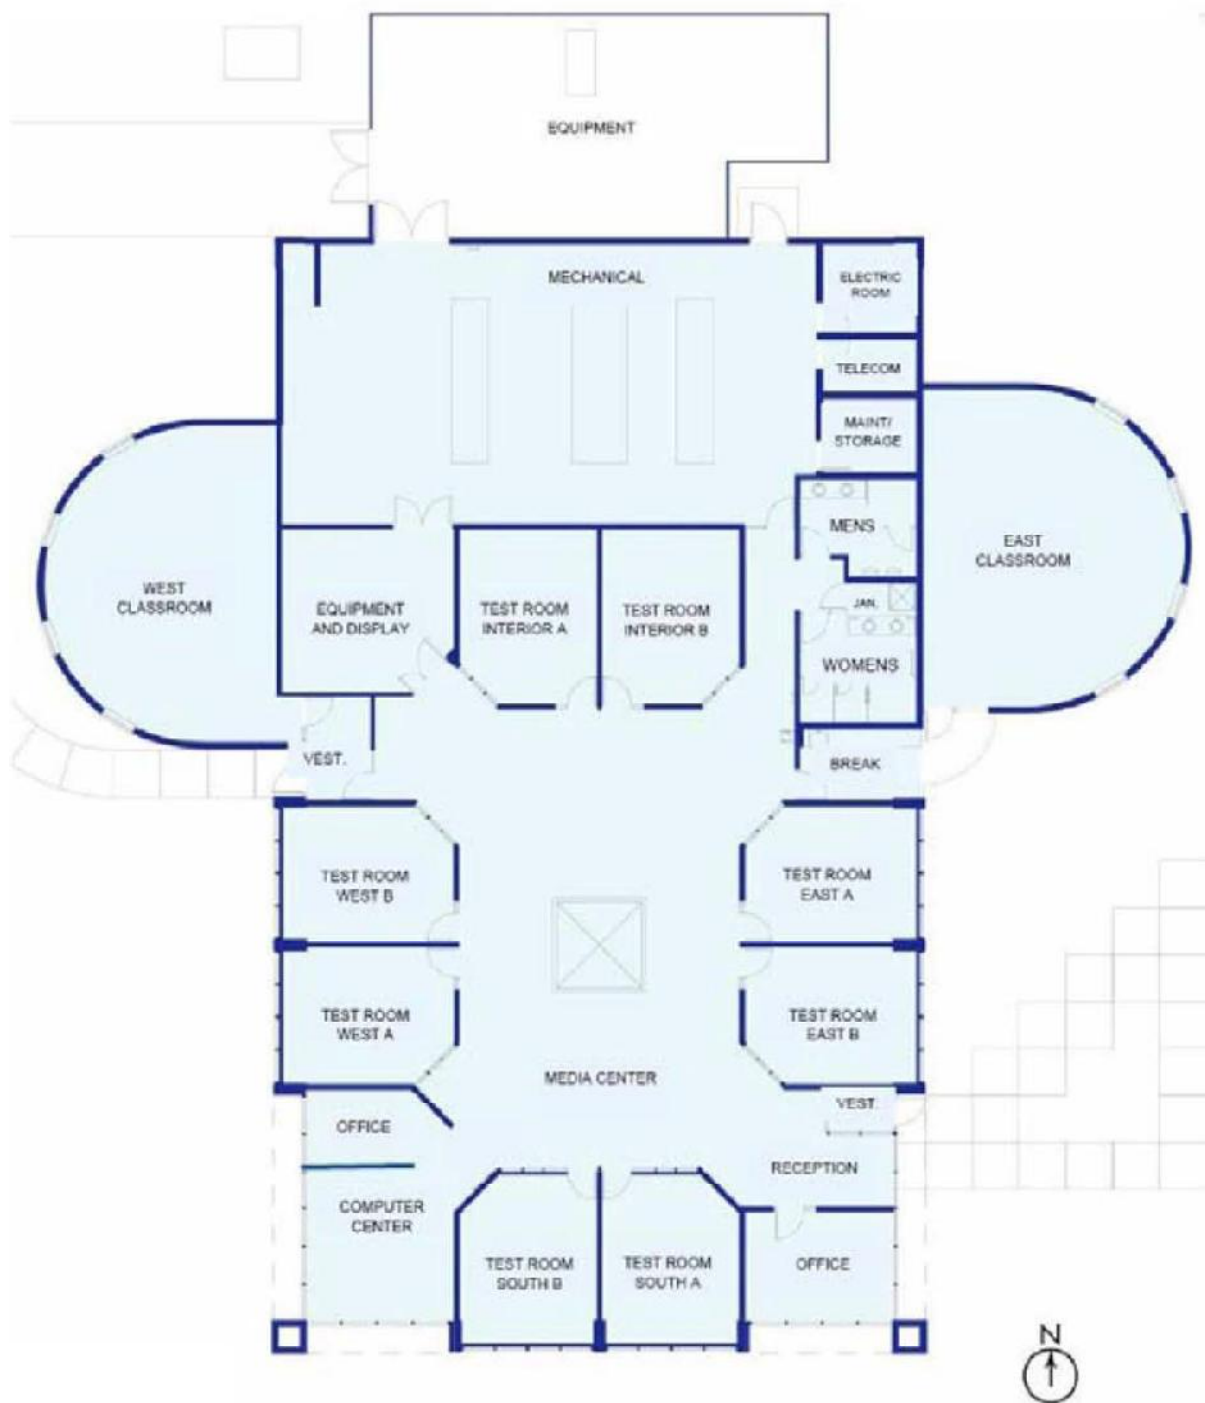 EQUIPMENT
MECHANICAL
ELECTRIC
ROOM
TELECOM
MAINT/
STORAGE
MENS
EAST
CLASSROOM
WEST
CLASSROOM
EQUIPMENT
AND DISPLAY
TEST ROOM
INTERIOR A
TEST ROOM
INTERIOR B
JAN.
WOMENS
VEST.
BREAK
TEST ROOM
WEST B
TEST ROOM
EAST A
TEST ROOM
WEST A
TEST ROOM
EAST B
MEDIA CENTER
VEST.
OFFICE
RECEPTION
COMPUTER
CENTER
TEST ROOM
SOUTH B
TEST ROOM
SOUTH A
OFFICE
N